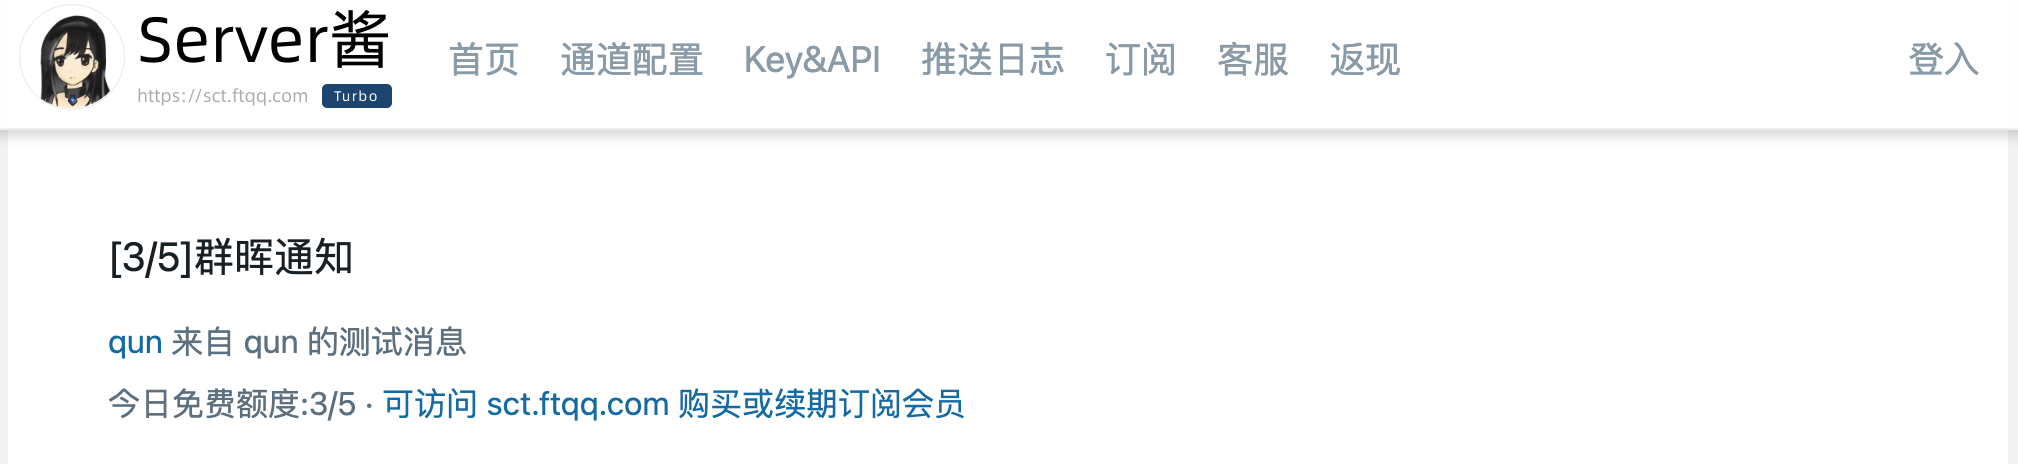 Server酱
https://sct.ftqq.com Turbo
首页 通道配置 Key&API 推送日志 订阅 客服 返现 登入
[3/5]群晖通知
qun 来自 qun 的测试消息
今日免费额度:3/5 · 可访问 sct.ftqq.com 购买或续期订阅会员